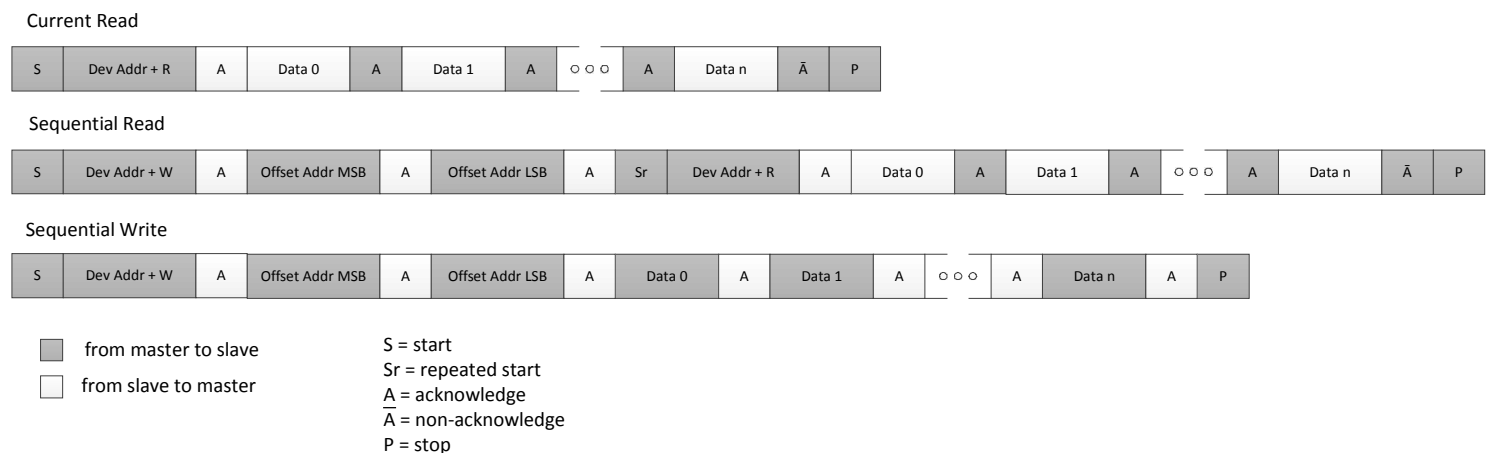 Current Read
S Dev Addr + R A Data 0 A Data 1 A ○ ○ ○ A Data n Ā P
Sequential Read
S Dev Addr + W A Offset Addr MSB A Offset Addr LSB A Sr Dev Addr + R A Data 0 A Data 1 A ○ ○ ○ A Data n Ā P
Sequential Write
S Dev Addr + W A Offset Addr MSB A Offset Addr LSB A Data 0 A Data 1 A ○ ○ ○ A Data n A P
from master to slave
from slave to master
S = start
Sr = repeated start
A = acknowledge
Ā = non-acknowledge
P = stop